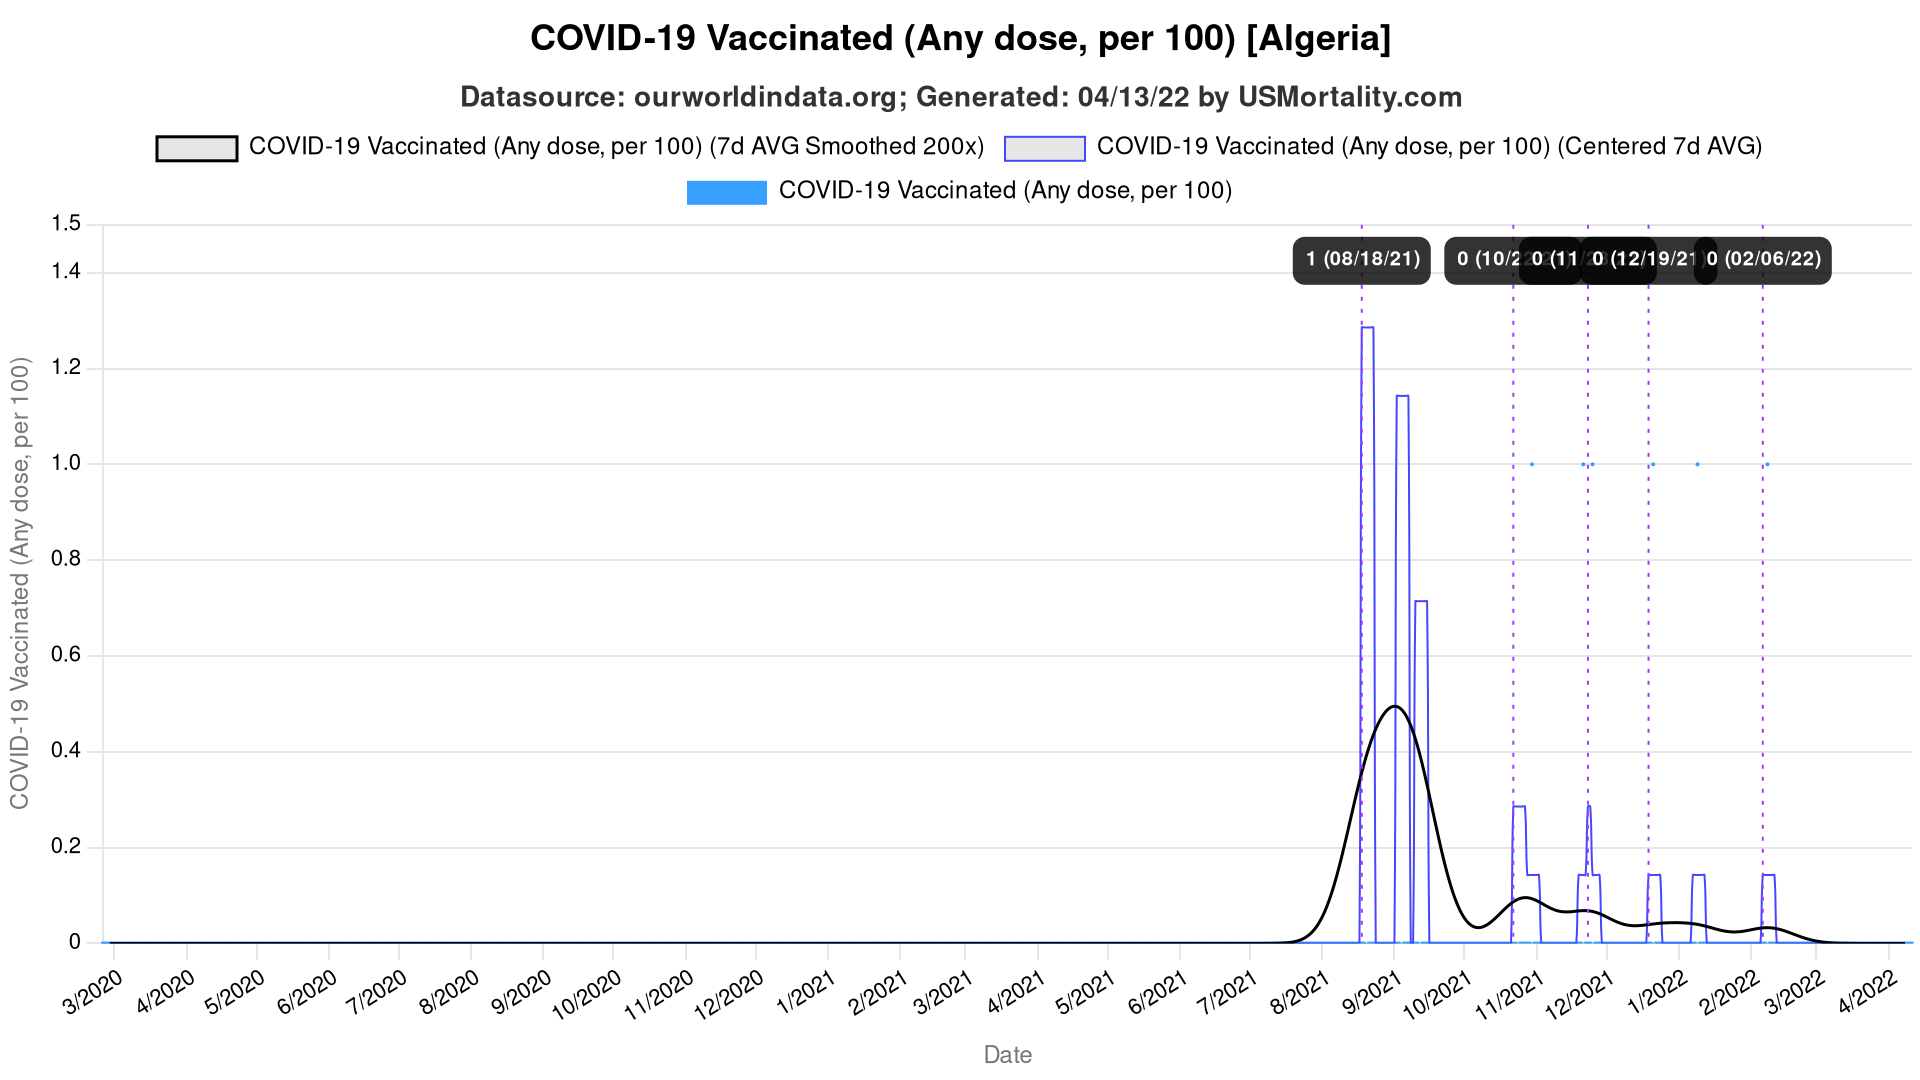 COVID-19 Vaccinated (Any dose, per 100) [Algeria]
Datasource: ourworldindata.org; Generated: 04/13/22 by USMortality.com
COVID-19 Vaccinated (Any dose, per 100) (7d AVG Smoothed 200x) COVID-19 Vaccinated (Any dose, per 100) (Centered 7d AVG)
COVID-19 Vaccinated (Any dose, per 100)
1.5
1 (08/18/21) 0 (10/2 0 (11 0 (12/19/21) 0 (02/06/22)
1.4
1.2
1.0
0.8
0.6
0.4
0.2
0
COVID-19 Vaccinated (Any dose, per 100)
3/2020 4/2020 5/2020 6/2020 7/2020 8/2020 9/2020 10/2020 11/2020 12/2020 1/2021 2/2021 3/2021 4/2021 5/2021 6/2021 7/2021 8/2021 9/2021 10/2021 11/2021 12/2021 1/2022 2/2022 3/2022 4/2022
Date